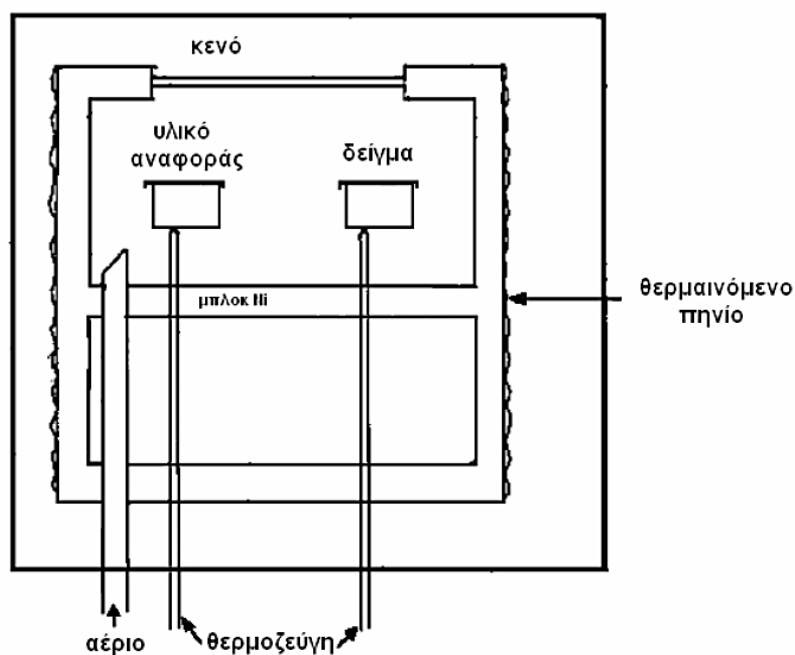 κενό
υλικό
αναφοράς
δείγμα
μπλοκ Ni
θερμαινόμενο
πηνίο
αέριο
θερμοζεύγη